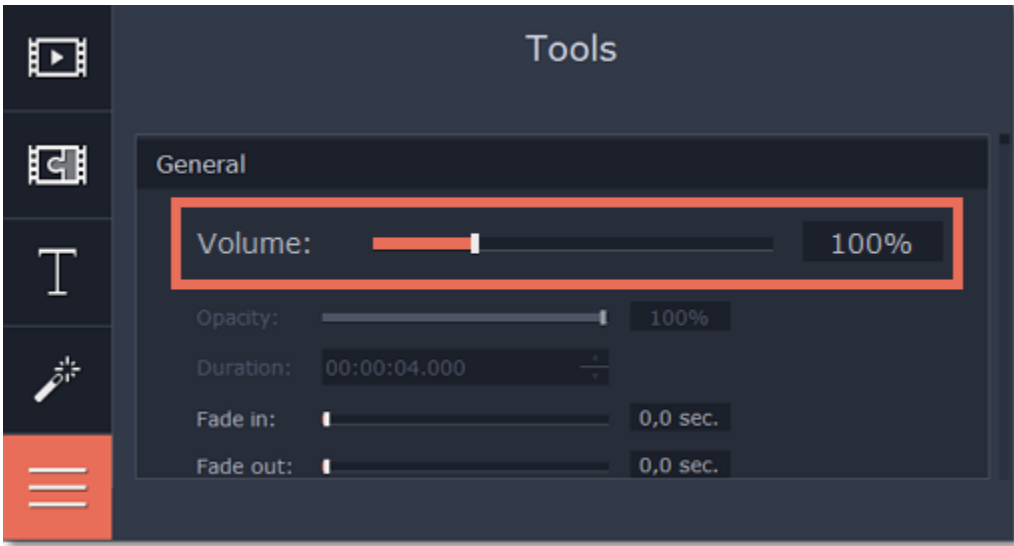 Tools
General
Volume: 100%
T
Opacity: 100%
Duration: 00:00:04.000
Fade in: 0,0 sec.
Fade out: 0,0 sec.